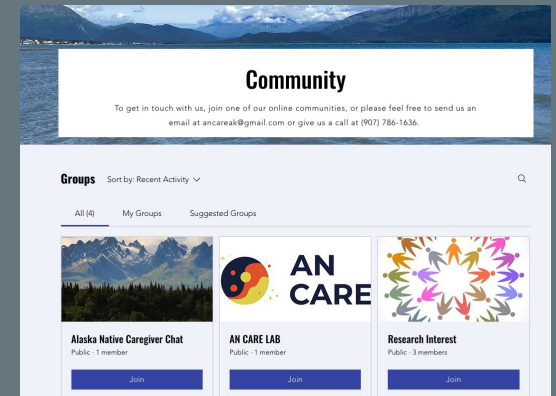 Community
To get in touch with us, join one of our online communities, or please feel free to send us an
email at ancareak@gmail.com or give us a call at (907) 786-1636.
Groups Sort by: Recent Activity
All (4) My Groups Suggested Groups
AN
CARE
Alaska Native Caregiver Chat
Public · 1 member
Join
AN CARE LAB
Public · 1 member
Join
Research Interest
Public · 3 members
Join